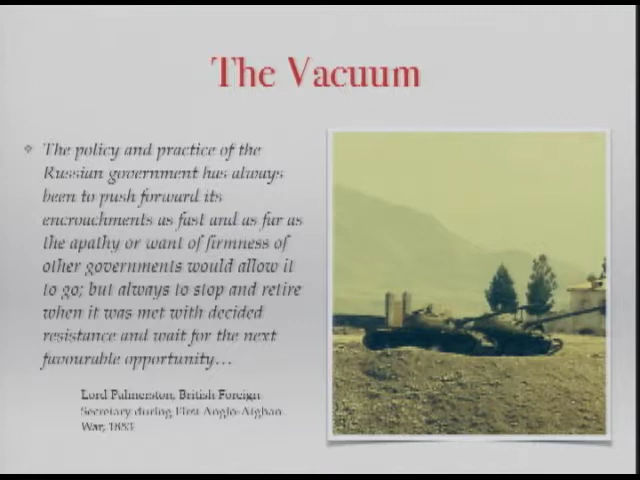 The Vacuum
The policy and practice of the
Russian government has always
been to push forward its
encroachments as fast and as far as
the apathy or want of firmness of
other governments would allow it
to go; but always to stop and retire
when it was met with decided
resistance and wait for the next
favourable opportunity…
Lord Palmerston, British Foreign
Secretary during First Anglo-Afghan
War, 1853